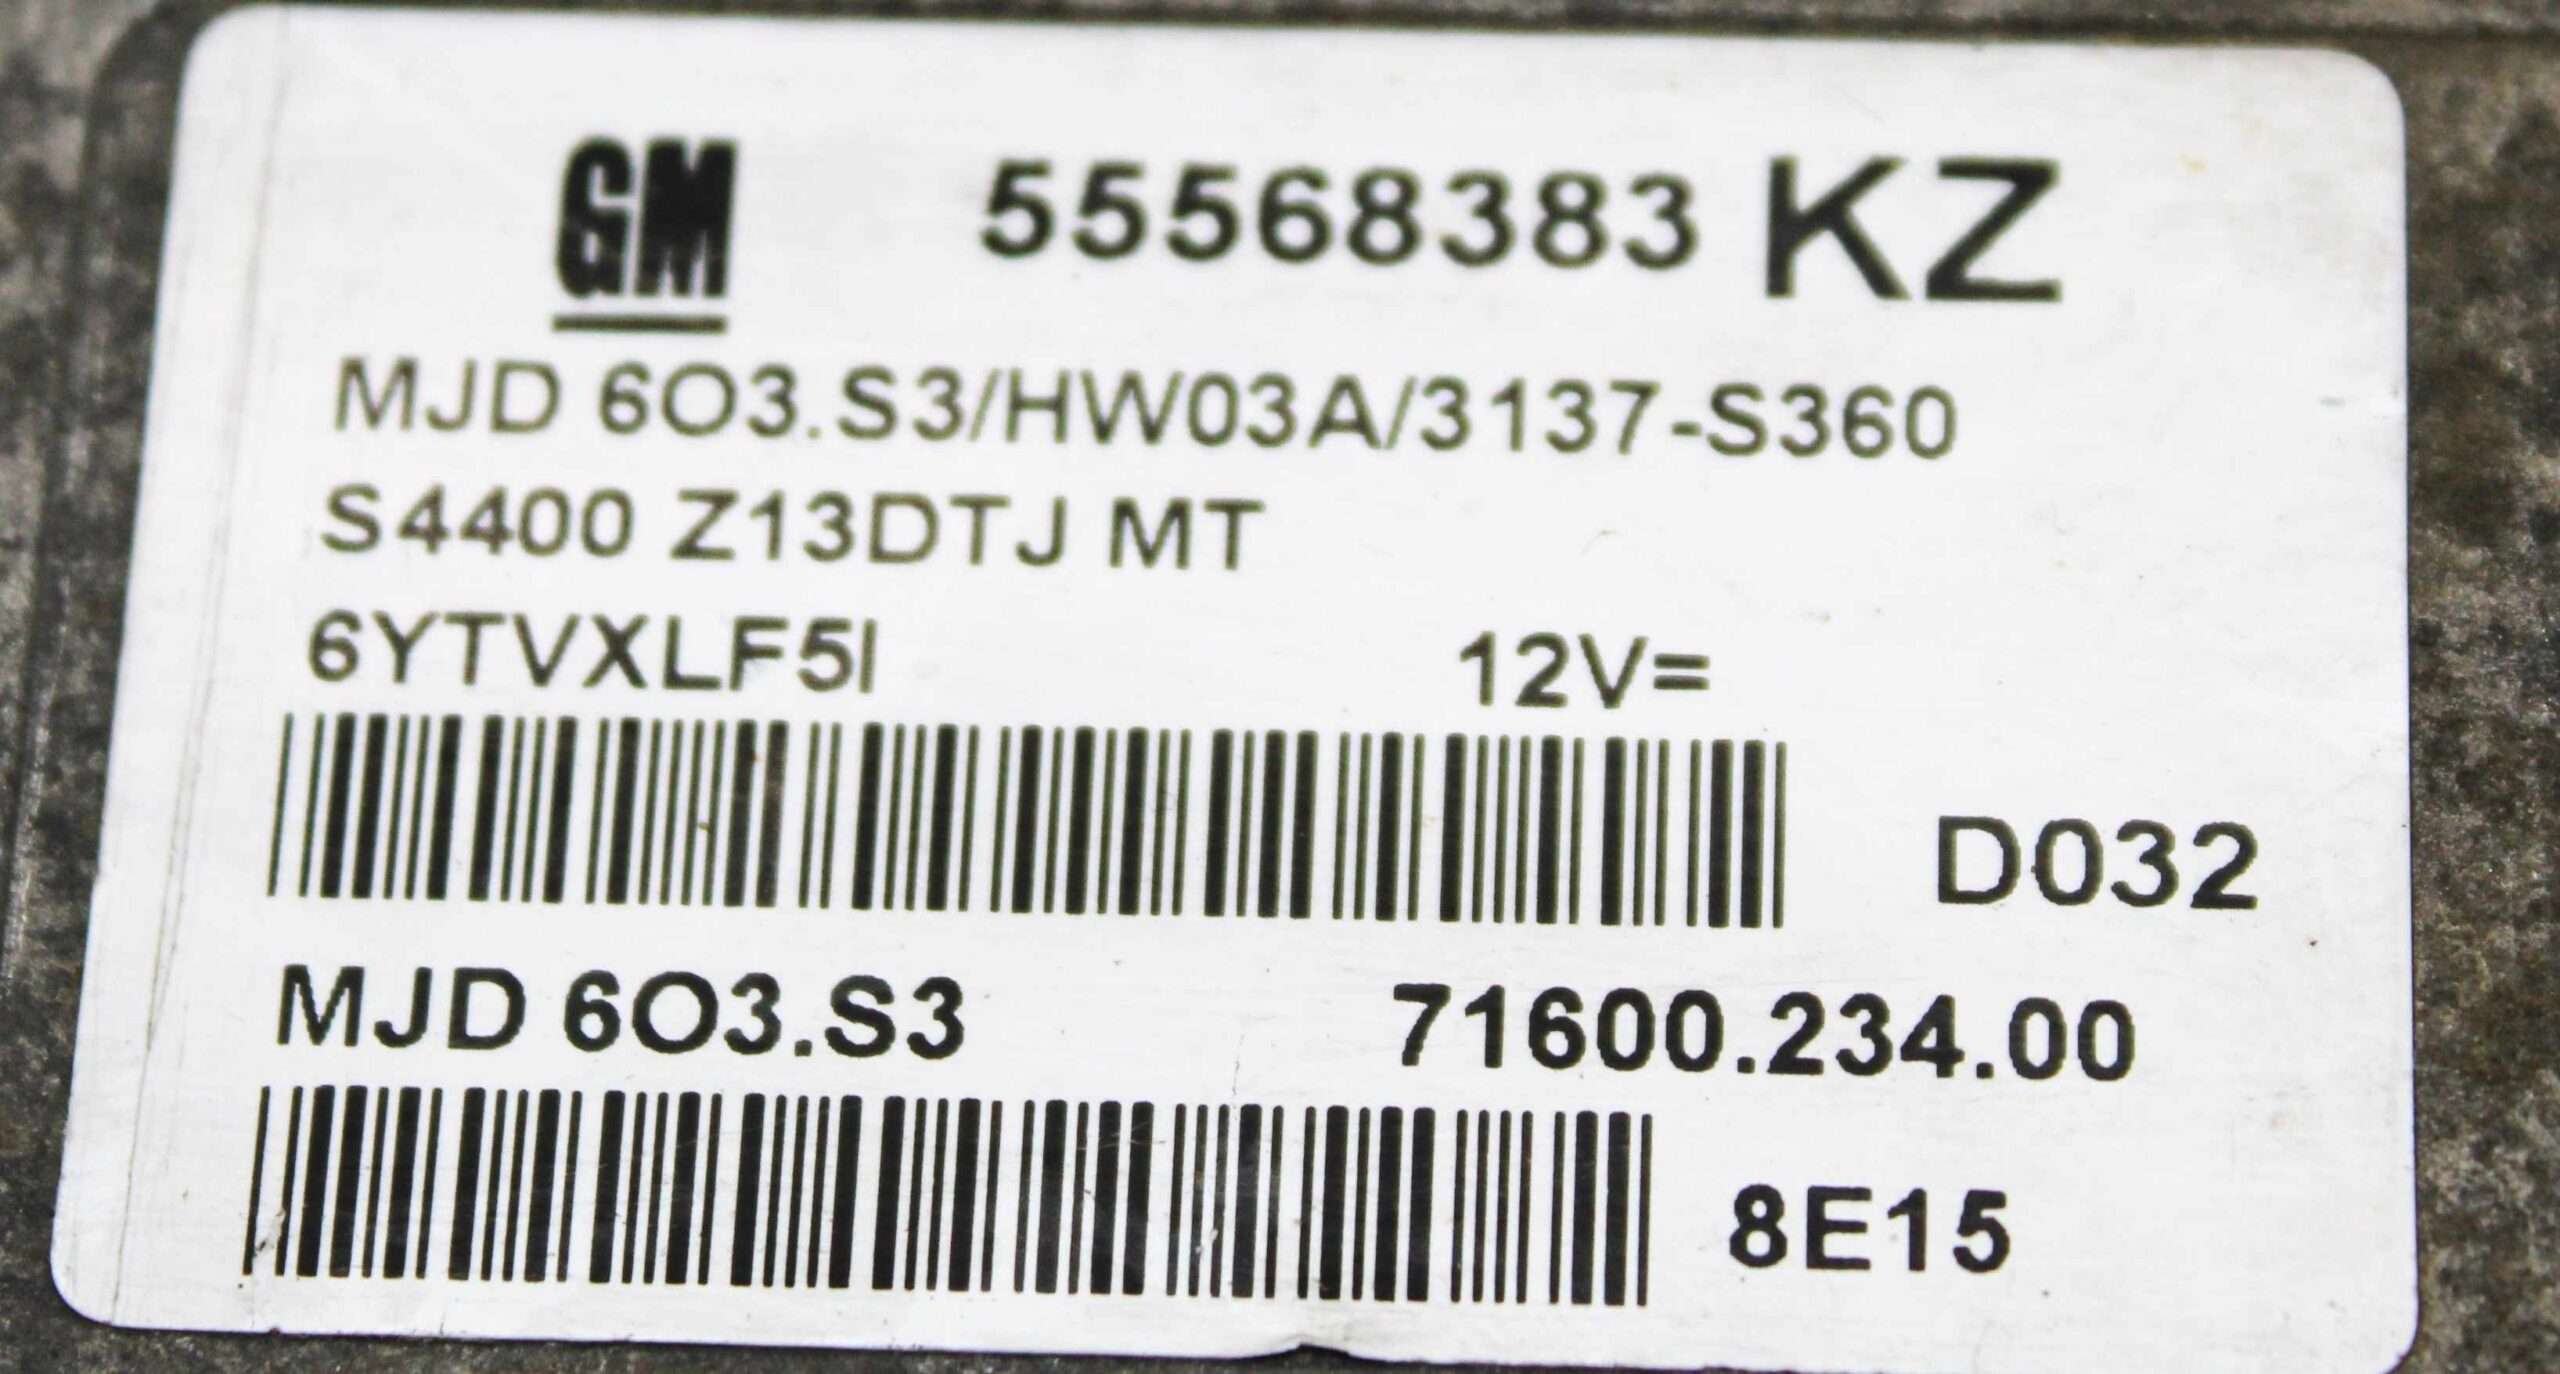 GM 55568383 KZ
MJD 6O3.S3/HW03A/3137-S360
S4400 Z13DTJ MT
6YTVXLF5I 12V=
D032
MJD 6O3.S3 71600.234.00
8E15